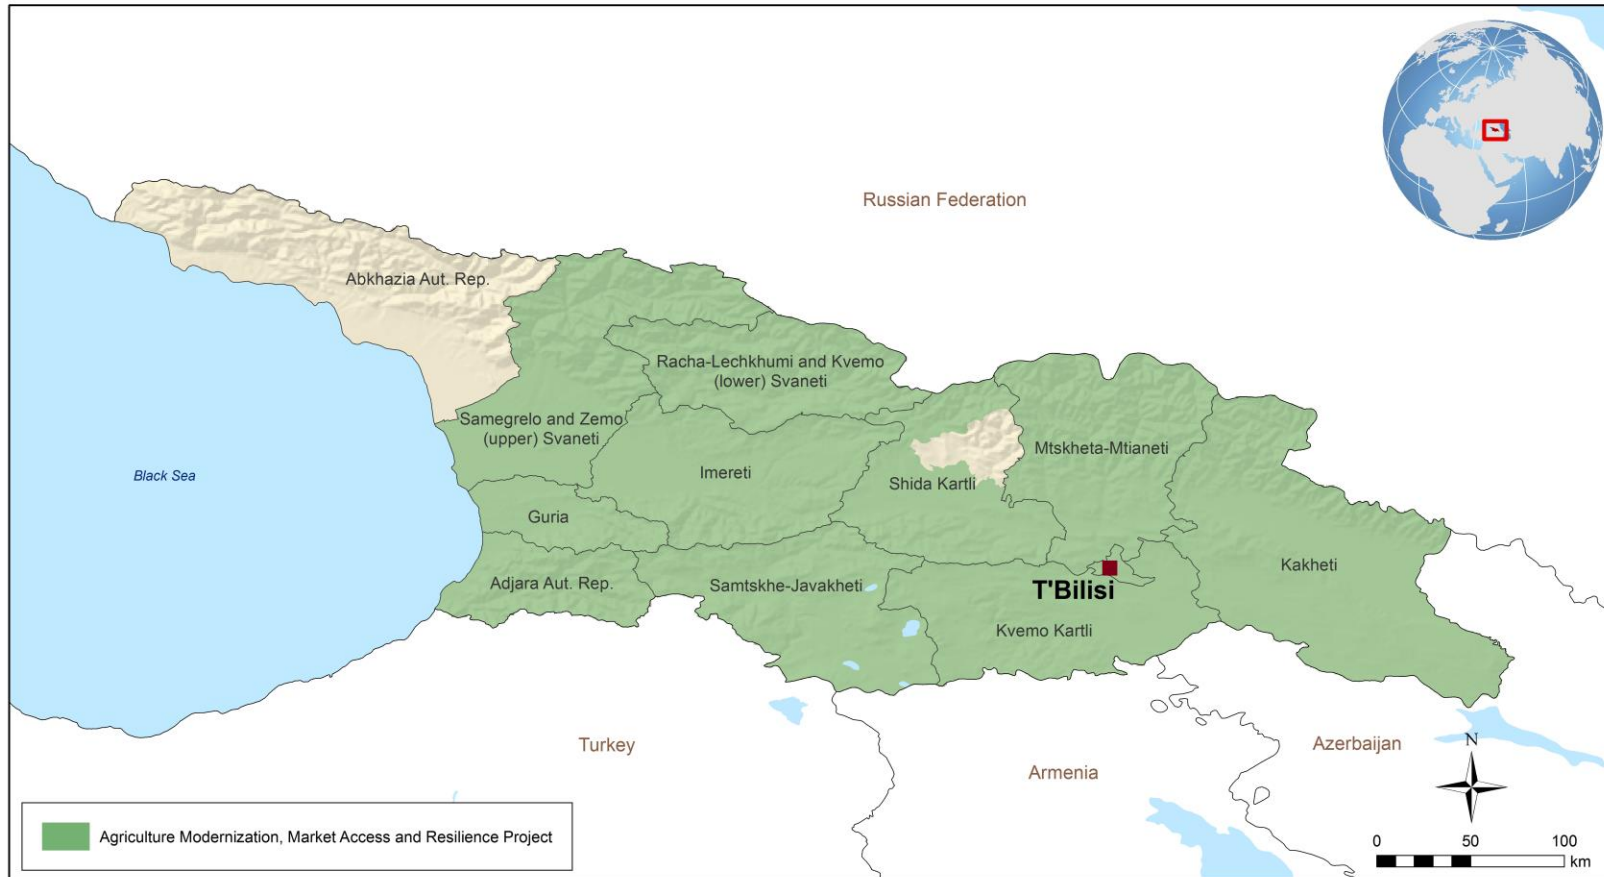 Russian Federation
Abkhazia Aut. Rep.
Racha-Lechkhumi and Kvemo
(lower) Svaneti
Samegrelo and Zemo
(upper) Svaneti
Mtskheta-Mtianeti
Imereti
Shida Kartli
Black Sea
Guria
Kakheti
Adjara Aut. Rep.
Samtskhe-Javakheti
T'Bilisi
Kvemo Kartli
Turkey
Armenia
Azerbaijan
N
Agriculture Modernization, Market Access and Resilience Project
0 50 100
km